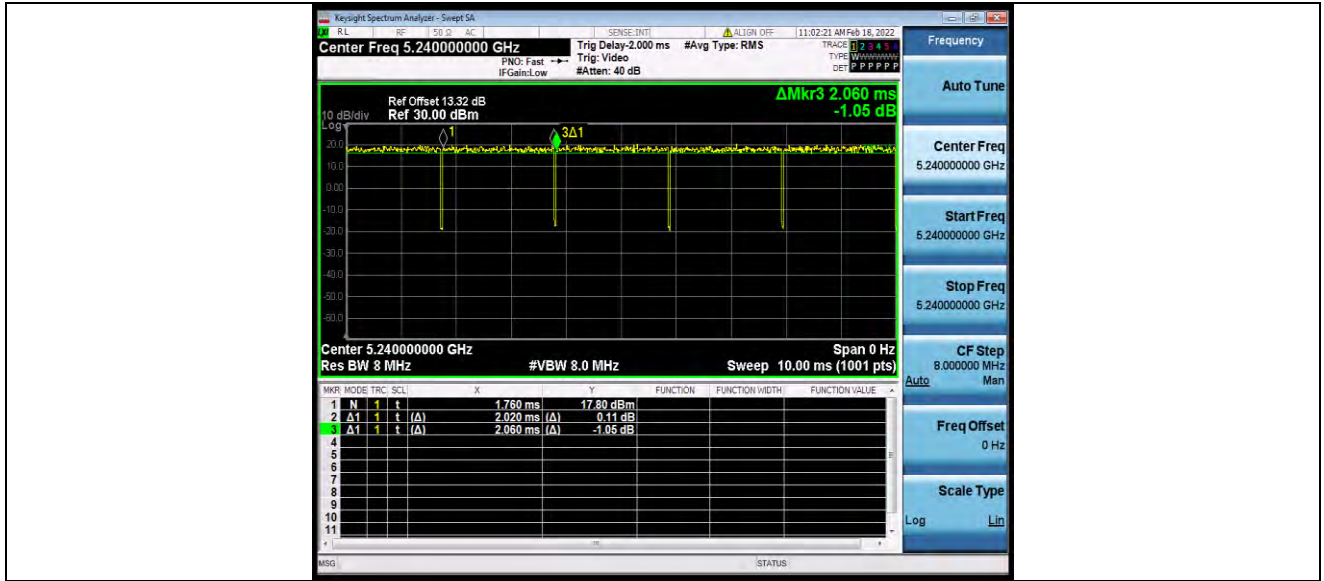 Keysight Spectrum Analyzer - Swept SA
RL RF 50 Ω AC SENSE:INT ALIGN OFF 11:02:21 AM Feb 18, 2022
Center Freq 5.240000000 GHz
PNO: Fast
IFGain:Low
Trig Delay-2.000 ms
Trig: Video
#Atten: 40 dB
#Avg Type: RMS
TRACE 1 2 3 4 5 6
TYPE WWWWWW
DET P P P P P P
ΔMkr3 2.060 ms
-1.05 dB
Ref Offset 13.32 dB
10 dB/div Ref 30.00 dBm
Log
1
3Δ1
20.0
10.0
0.00
-10.0
-20.0
-30.0
-40.0
-50.0
-60.0
Center 5.240000000 GHz Span 0 Hz
Res BW 8 MHz #VBW 8.0 MHz Sweep 10.00 ms (1001 pts)
MKR MODE TRC SCL X Y FUNCTION FUNCTION WIDTH FUNCTION VALUE
1 N 1 t 1.760 ms 17.80 dBm
2 Δ1 1 t (Δ) 2.020 ms (Δ) 0.11 dB
3 Δ1 1 t (Δ) 2.060 ms (Δ) -1.05 dB
4
5
6
7
8
9
10
11
MSG STATUS
Frequency
Auto Tune
Center Freq
5.240000000 GHz
Start Freq
5.240000000 GHz
Stop Freq
5.240000000 GHz
CF Step
8.000000 MHz
Auto Man
Freq Offset
0 Hz
Scale Type
Log Lin